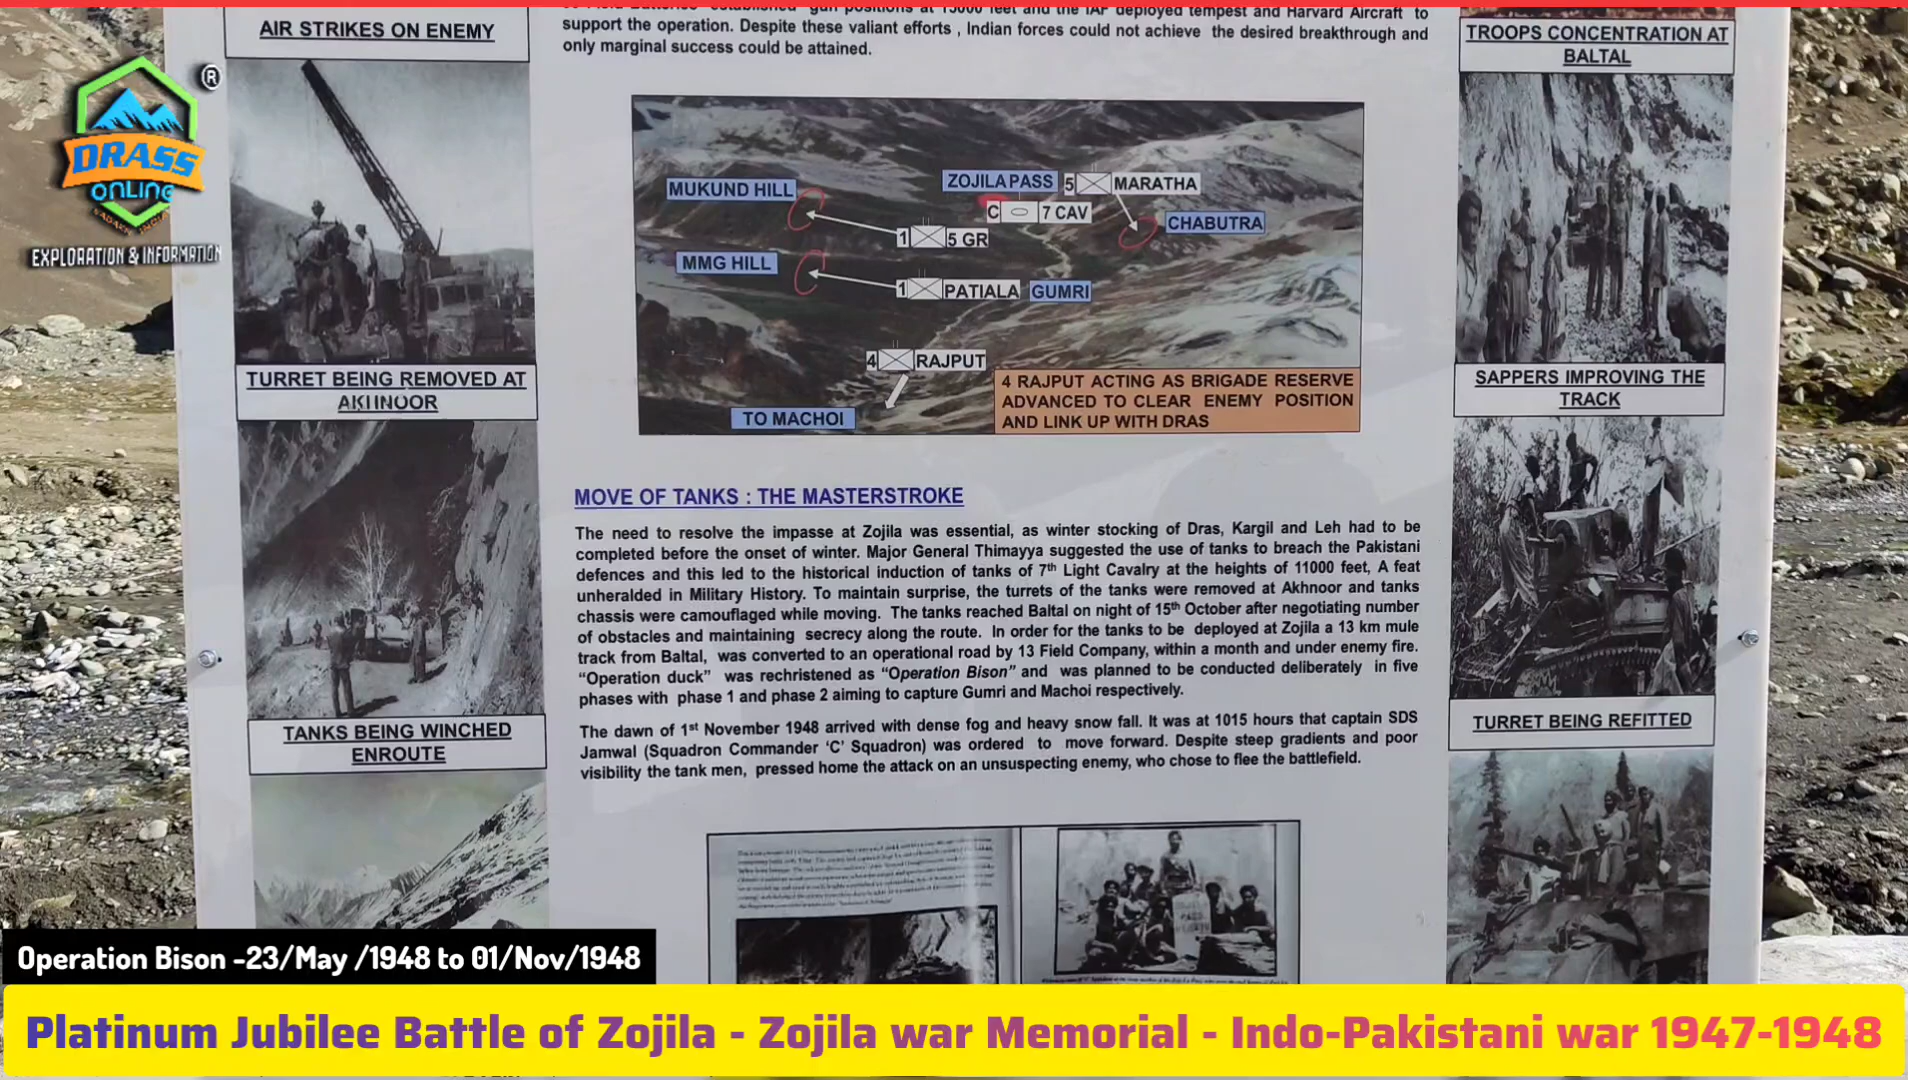 AIR STRIKES ON ENEMY
support the operation. Despite these valiant efforts , Indian forces could not achieve the desired breakthrough and
only marginal success could be attained.
TROOPS CONCENTRATION AT
BALTAL
®
DRASS
ONLINE
EXPLORATION & INFORMATION
MUKUND HILL
ZOJILA PASS
5 MARATHA
C 7 CAV
CHABUTRA
1 5 GR
MMG HILL
1 PATIALA GUMRI
4 RAJPUT
TO MACHOI
4 RAJPUT ACTING AS BRIGADE RESERVE
ADVANCED TO CLEAR ENEMY POSITION
AND LINK UP WITH DRAS
TURRET BEING REMOVED AT
AKHNOOR
SAPPERS IMPROVING THE
TRACK
MOVE OF TANKS : THE MASTERSTROKE
The need to resolve the impasse at Zojila was essential, as winter stocking of Dras, Kargil and Leh had to be
completed before the onset of winter. Major General Thimayya suggested the use of tanks to breach the Pakistani
defences and this led to the historical induction of tanks of 7th Light Cavalry at the heights of 11000 feet, A feat
unheralded in Military History. To maintain surprise, the turrets of the tanks were removed at Akhnoor and tanks
chassis were camouflaged while moving. The tanks reached Baltal on night of 15th October after negotiating number
of obstacles and maintaining secrecy along the route. In order for the tanks to be deployed at Zojila a 13 km mule
track from Baltal, was converted to an operational road by 13 Field Company, within a month and under enemy fire.
“Operation duck” was rechristened as “Operation Bison” and was planned to be conducted deliberately in five
phases with phase 1 and phase 2 aiming to capture Gumri and Machoi respectively.
The dawn of 1st November 1948 arrived with dense fog and heavy snow fall. It was at 1015 hours that captain SDS
Jamwal (Squadron Commander ‘C’ Squadron) was ordered to move forward. Despite steep gradients and poor
visibility the tank men, pressed home the attack on an unsuspecting enemy, who chose to flee the battlefield.
TANKS BEING WINCHED
ENROUTE
TURRET BEING REFITTED
Operation Bison -23/May /1948 to 01/Nov/1948
Platinum Jubilee Battle of Zojila - Zojila war Memorial - Indo-Pakistani war 1947-1948